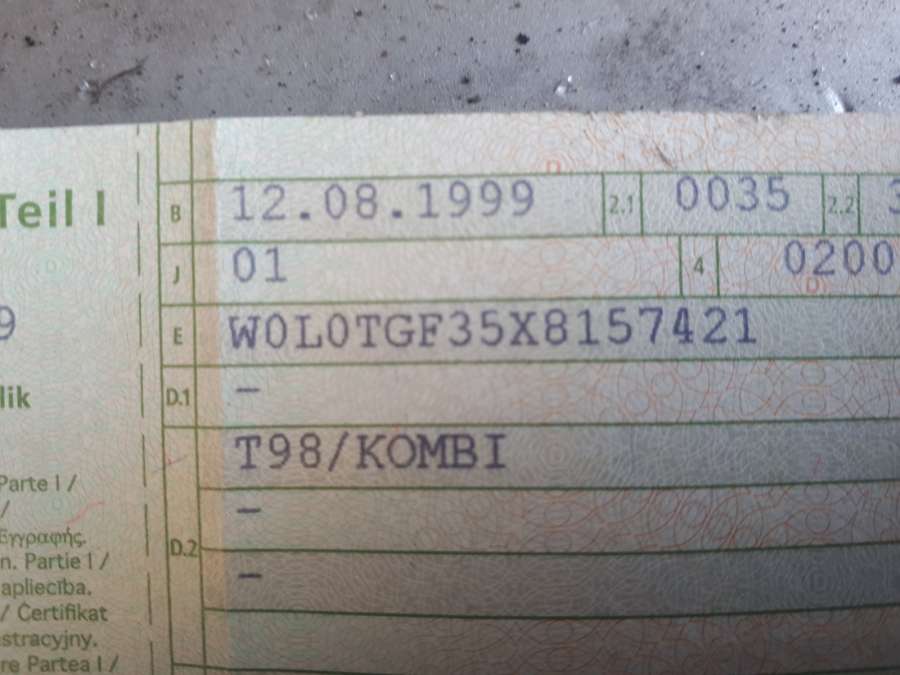 Teil I
B 12.08.1999 2.1 0035 2.2 3
J 01 4 0200
9
E W0L0TGF35X8157421
lik
D.1 -
T98/KOMBI
Parte I /
/
-
Εγγραφής.
D.2
n. Partie I /
-
apliecība.
/ Certifikat
stracyjny.
re Partea I /